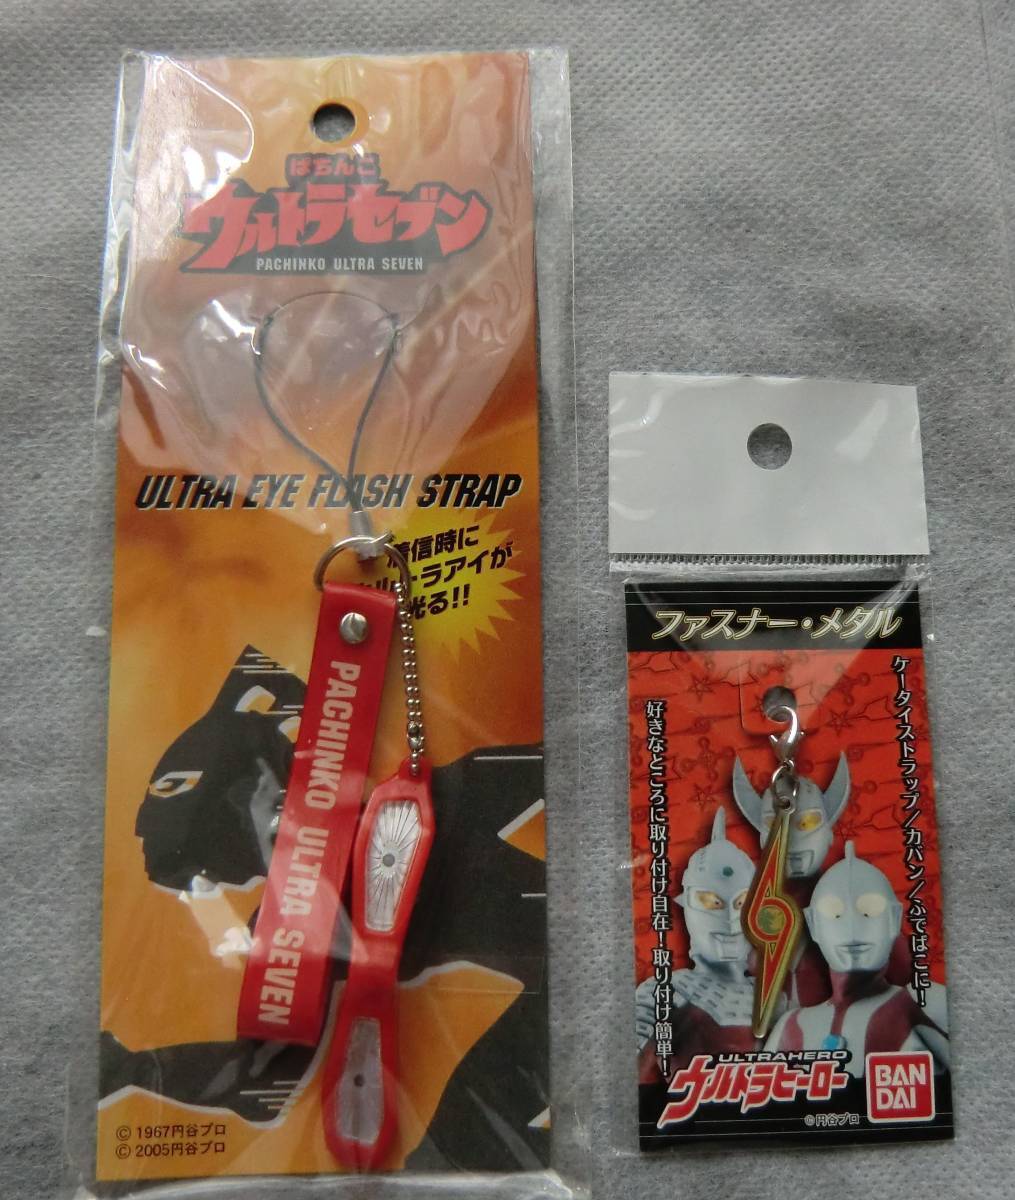 ぱちんこ
ウルトラセブン
PACHINKO ULTRA SEVEN
ULTRA EYE FLASH STRAP
着信時に
ラアイが
光る!!
PACHINKO ULTRA SEVEN
© 1967円谷プロ
© 2005円谷プロ
ファスナー・メタル
ケータイストラップ/カバン/ふでばこに!
好きなところに取り付け自在!取り付け簡単!
ULTRAHERO
ウルトラヒーロー
BAN
DAI
©円谷プロ